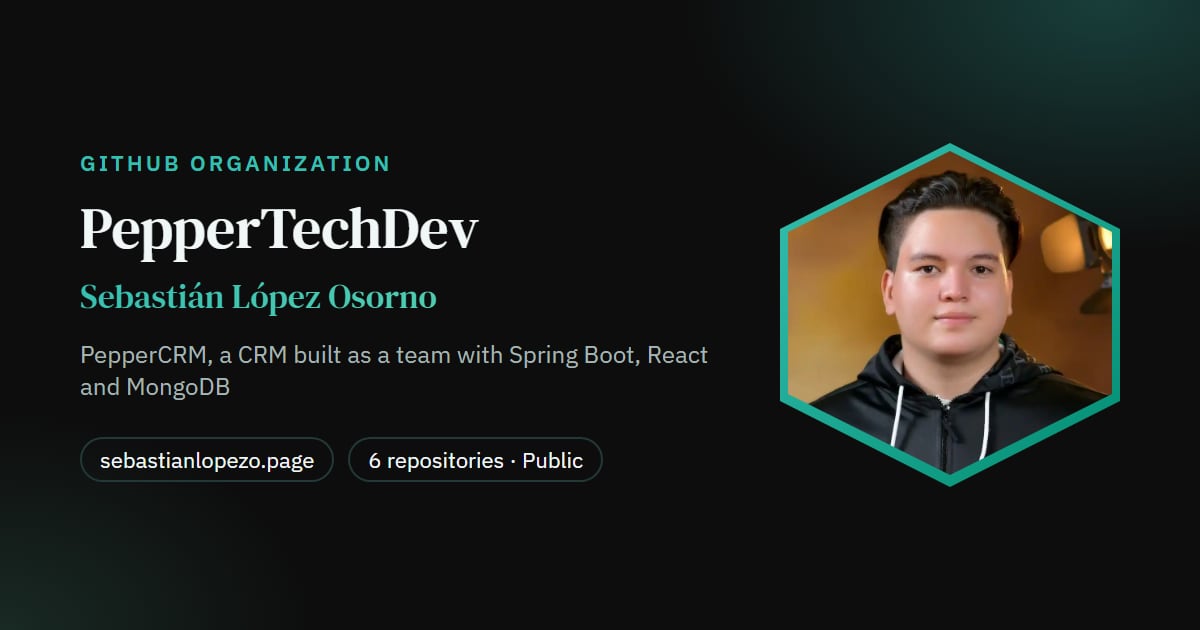 GITHUB ORGANIZATION
PepperTechDev
Sebastián López Osorno
PepperCRM, a CRM built as a team with Spring Boot, React
and MongoDB
sebastianlopezo.page
6 repositories · Public